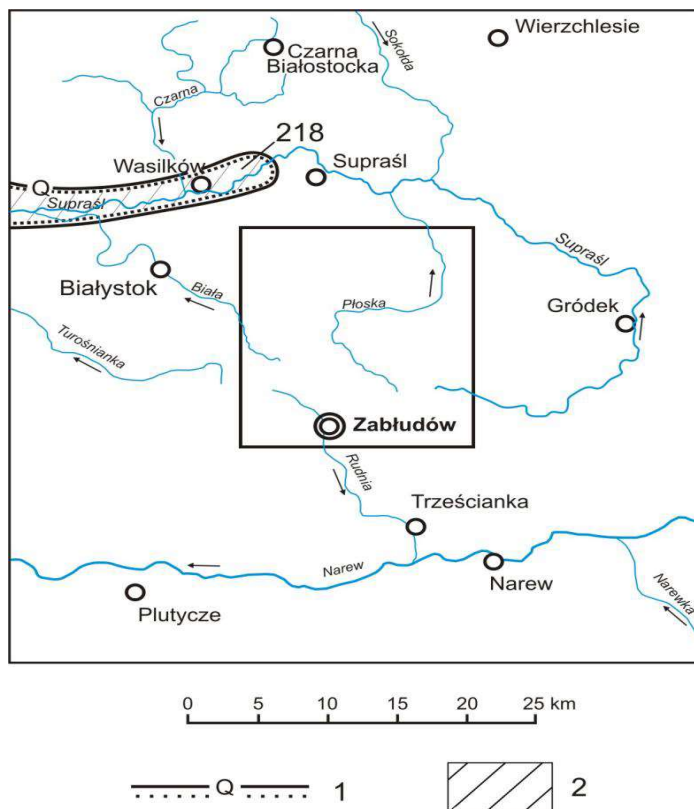 Wierzchlesie
Czarna
Białostocka
Sokołda
Czarna
218
Wasilków
Supraśl
Q
Supraśl
Supraśl
Białystok
Biała
Płoska
Gródek
Turośnianka
Zabłudów
Rudnia
Trześcianka
Narew
Narew
Narewka
Plutycze
0 5 10 15 20 25 km
Q 1 2